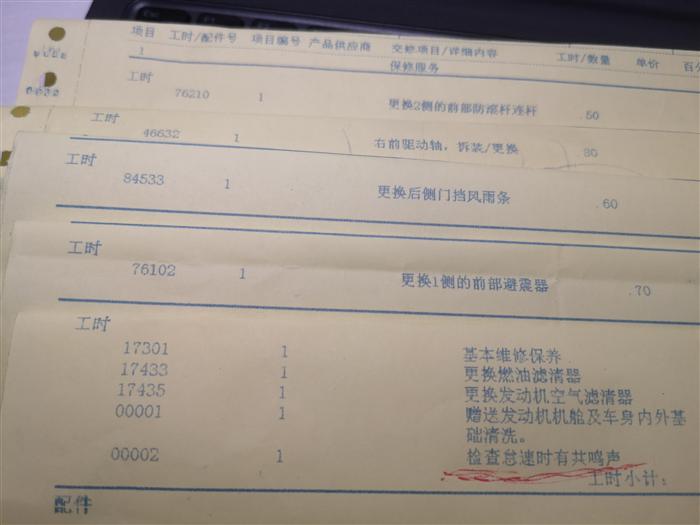 项目 工时/配件号 项目编号 产品供应商 交修项目/详细内容 工时/数量 单价 百分
1
保修服务
工时
76210 1 更换2侧的前部防滚杆连杆 .50
工时
46632 1 右前驱动轴，拆装/更换 .80
工时
84533 1 更换后侧门挡风雨条 .60
工时
76102 1 更换1侧的前部避震器 .70
工时
17301 1 基本维修保养
17433 1 更换燃油滤清器
17435 1 更换发动机空气滤清器
00001 1 赠送发动机机舱及车身内外基
础清洗。
00002 1 检查怠速时有共鸣声
工时小计：
配件